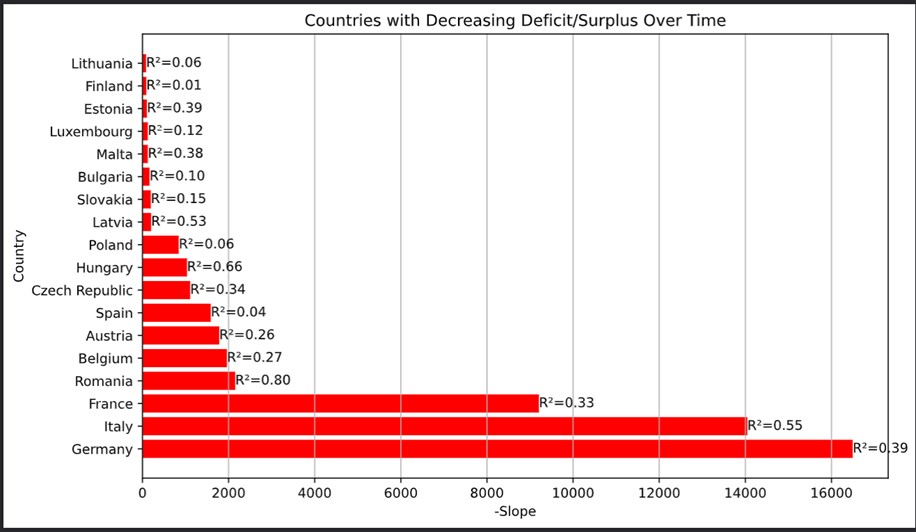 Countries with Decreasing Deficit/Surplus Over Time
Country
Lithuania R²=0.06
Finland R²=0.01
Estonia R²=0.39
Luxembourg R²=0.12
Malta R²=0.38
Bulgaria R²=0.10
Slovakia R²=0.15
Latvia R²=0.53
Poland R²=0.06
Hungary R²=0.66
Czech Republic R²=0.34
Spain R²=0.04
Austria R²=0.26
Belgium R²=0.27
Romania R²=0.80
France R²=0.33
Italy R²=0.55
Germany R²=0.39
0 2000 4000 6000 8000 10000 12000 14000 16000
-Slope